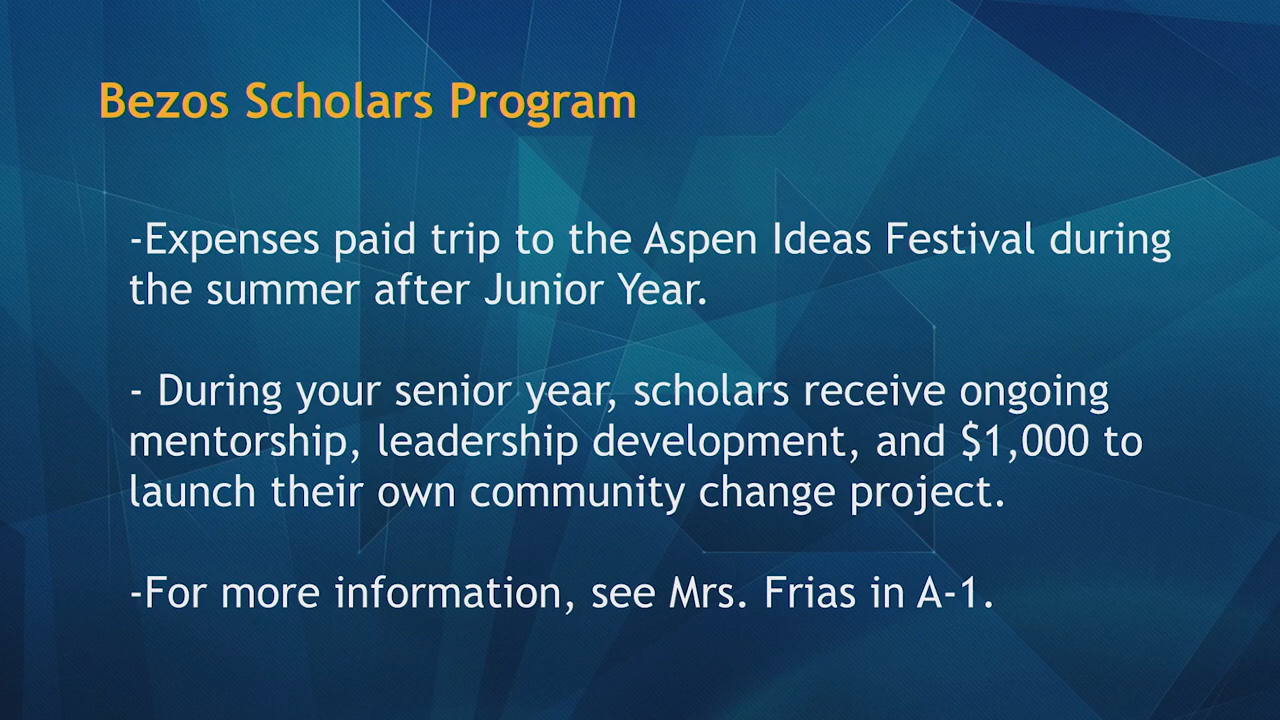 Bezos Scholars Program
-Expenses paid trip to the Aspen Ideas Festival during
the summer after Junior Year.
- During your senior year, scholars receive ongoing
mentorship, leadership development, and $1,000 to
launch their own community change project.
-For more information, see Mrs. Frias in A-1.